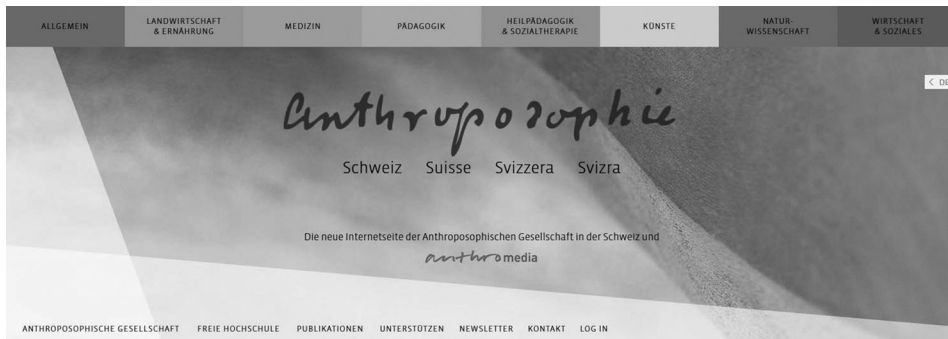 ALLGEMEIN
LANDWIRTSCHAFT
& ERNÄHRUNG
MEDIZIN
PÄDAGOGIK
HEILPÄDAGOGIK
& SOZIALTHERAPIE
KÜNSTE
NATUR-
WISSENSCHAFT
WIRTSCHAFT
& SOZIALES
< DE
anthroposophie
Schweiz Suisse Svizzera Svizra
Die neue Internetseite der Anthroposophischen Gesellschaft in der Schweiz und
anthromedia
ANTHROPOSOPHISCHE GESELLSCHAFT FREIE HOCHSCHULE PUBLIKATIONEN UNTERSTÜTZEN NEWSLETTER KONTAKT LOG IN